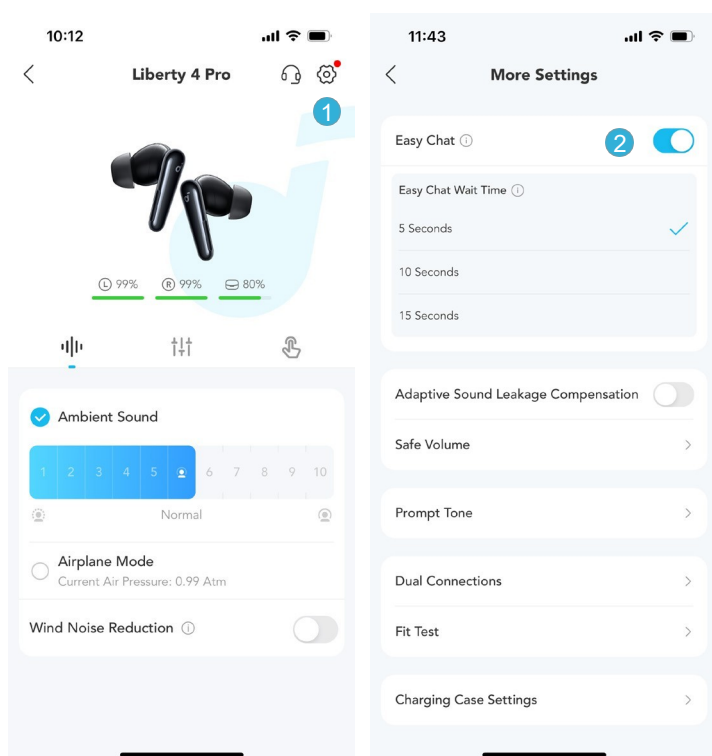 10:12
Liberty 4 Pro
1
L 99% R 99% 80%
Ambient Sound
1 2 3 4 5 6 7 8 9 10
Normal
Airplane Mode
Current Air Pressure: 0.99 Atm
Wind Noise Reduction
11:43
More Settings
Easy Chat
2
Easy Chat Wait Time
5 Seconds
10 Seconds
15 Seconds
Adaptive Sound Leakage Compensation
Safe Volume
Prompt Tone
Dual Connections
Fit Test
Charging Case Settings